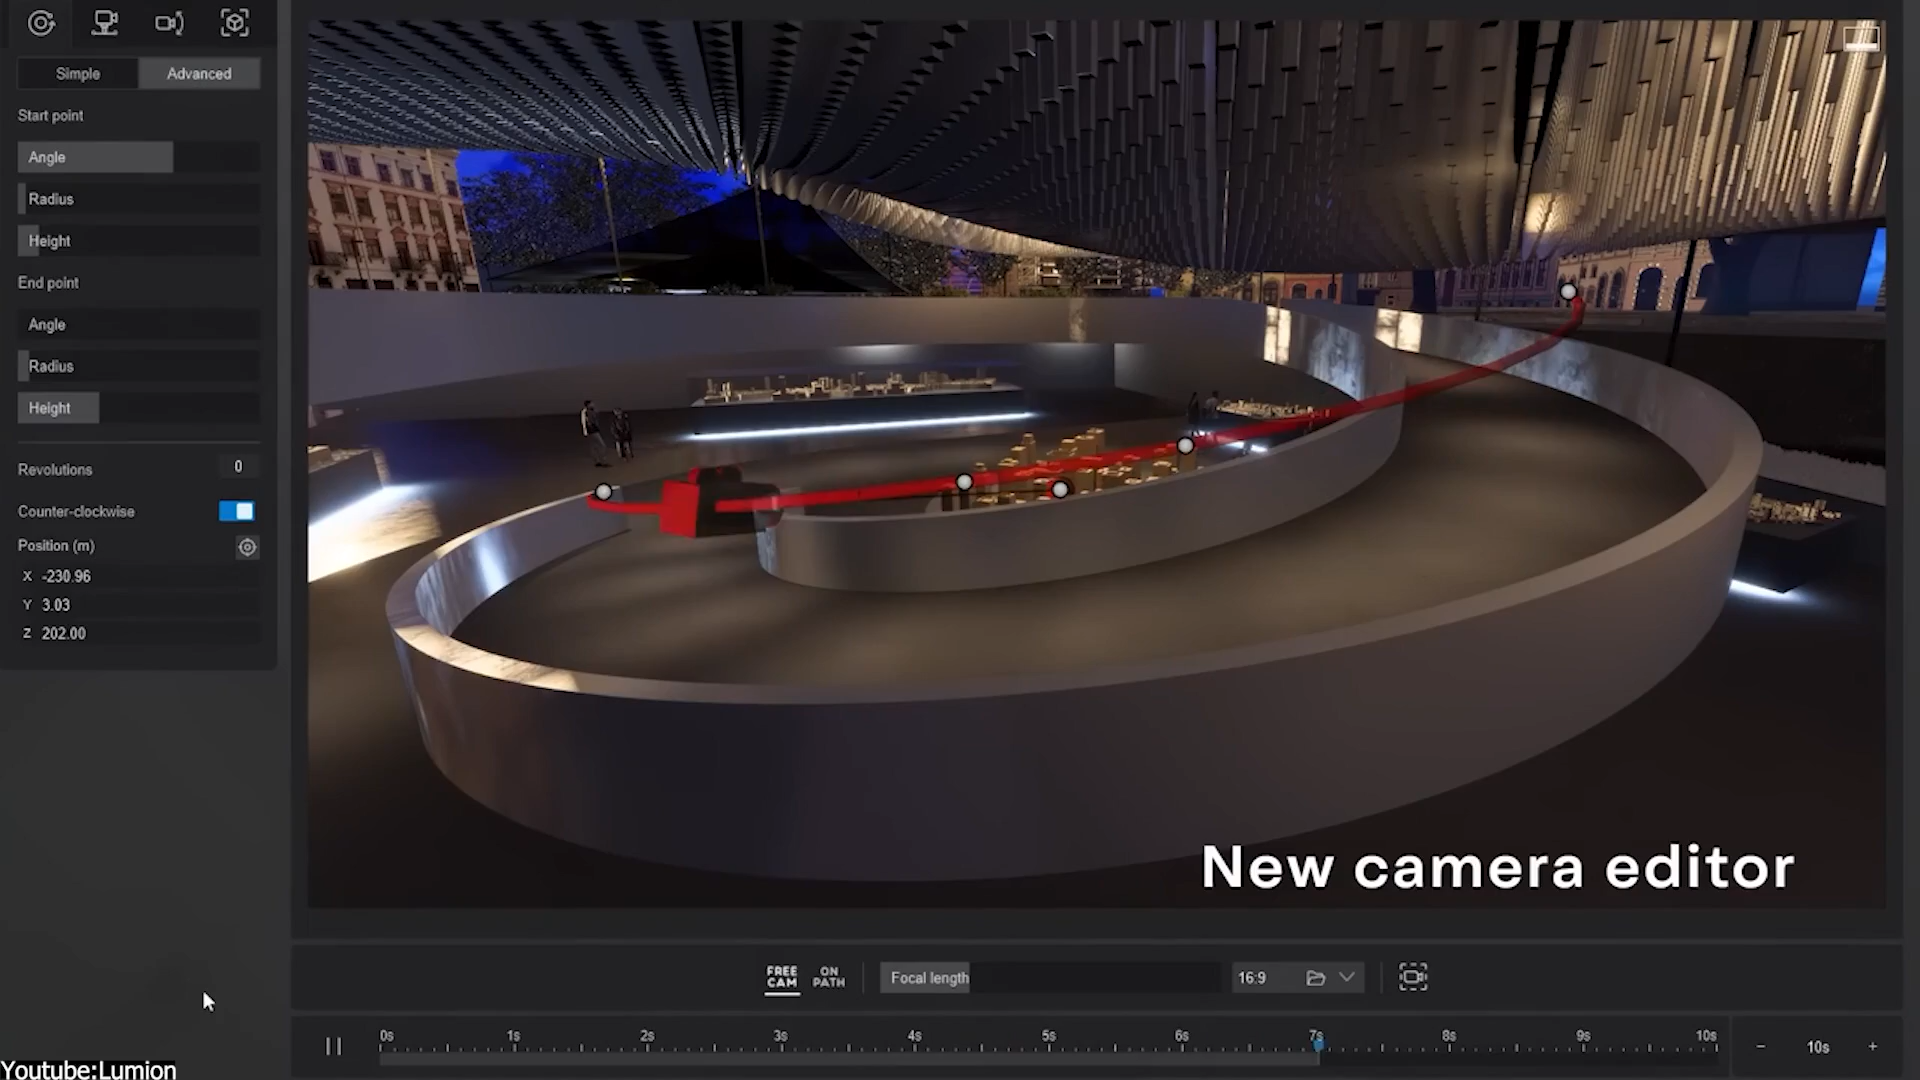 Simple
Advanced
Start point
Angle
Radius
Height
End point
Angle
Radius
Height
Revolutions 0
Counter-clockwise
Position (m)
X -230.96
Y 3.03
Z 202.00
New camera editor
FREE CAM
ON PATH
Focal length
16:9
0s 1s 2s 3s 4s 5s 6s 7s 8s 9s 10s
- 10s +
Youtube:Lumion